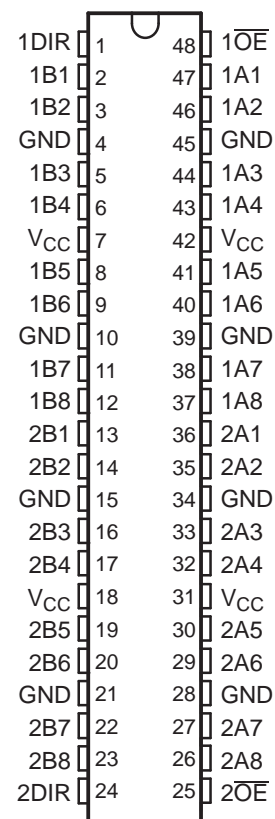 1DIR 1 48 1O̅E̅
1B1 2 47 1A1
1B2 3 46 1A2
GND 4 45 GND
1B3 5 44 1A3
1B4 6 43 1A4
VCC 7 42 VCC
1B5 8 41 1A5
1B6 9 40 1A6
GND 10 39 GND
1B7 11 38 1A7
1B8 12 37 1A8
2B1 13 36 2A1
2B2 14 35 2A2
GND 15 34 GND
2B3 16 33 2A3
2B4 17 32 2A4
VCC 18 31 VCC
2B5 19 30 2A5
2B6 20 29 2A6
GND 21 28 GND
2B7 22 27 2A7
2B8 23 26 2A8
2DIR 24 25 2O̅E̅